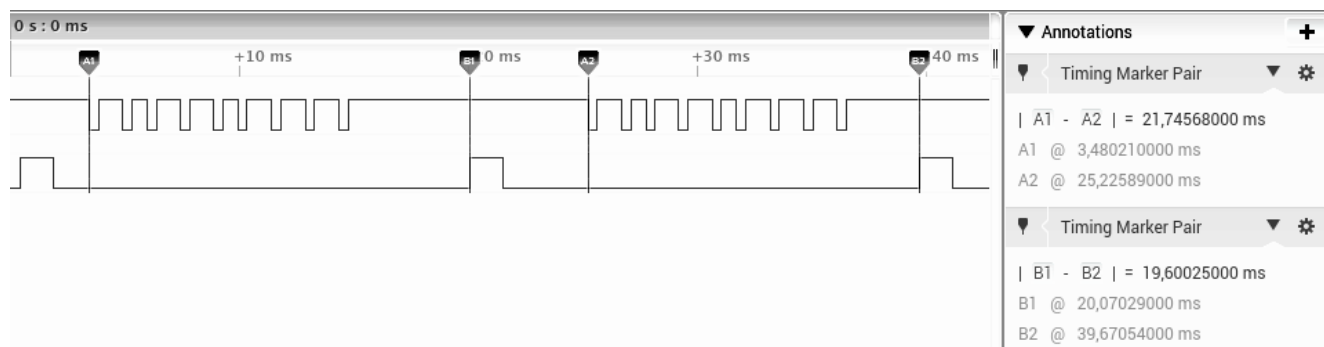 0 s : 0 ms
+10 ms
0 ms
+30 ms
40 ms
A1
B1
A2
B2
Annotations
Timing Marker Pair
| A1 - A2 | = 21,74568000 ms
A1 @ 3,480210000 ms
A2 @ 25,22589000 ms
Timing Marker Pair
| B1 - B2 | = 19,60025000 ms
B1 @ 20,07029000 ms
B2 @ 39,67054000 ms